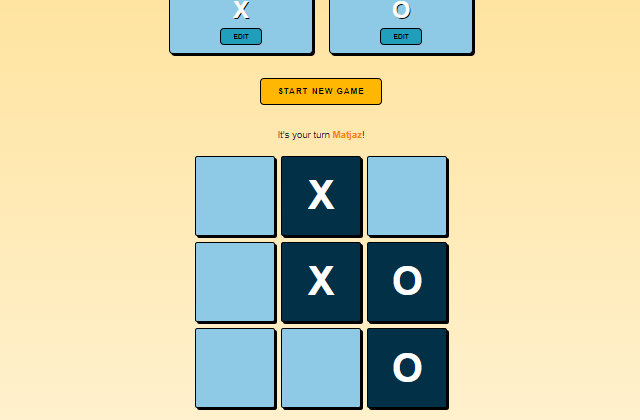 X O
EDIT EDIT
START NEW GAME
It's your turn Matjaz!
X
X O
O